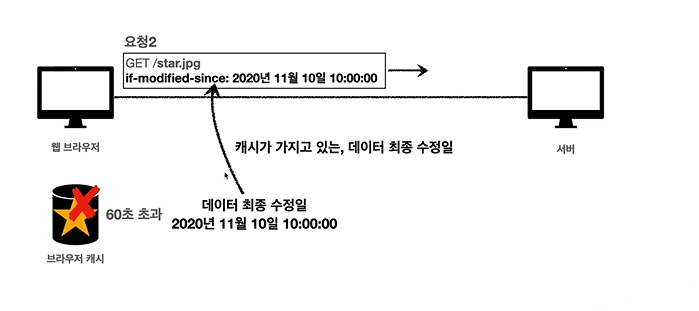 요청2
GET /star.jpg
if-modified-since: 2020년 11월 10일 10:00:00
웹 브라우저
서버
캐시가 가지고 있는, 데이터 최종 수정일
60초 초과
데이터 최종 수정일
2020년 11월 10일 10:00:00
브라우저 캐시